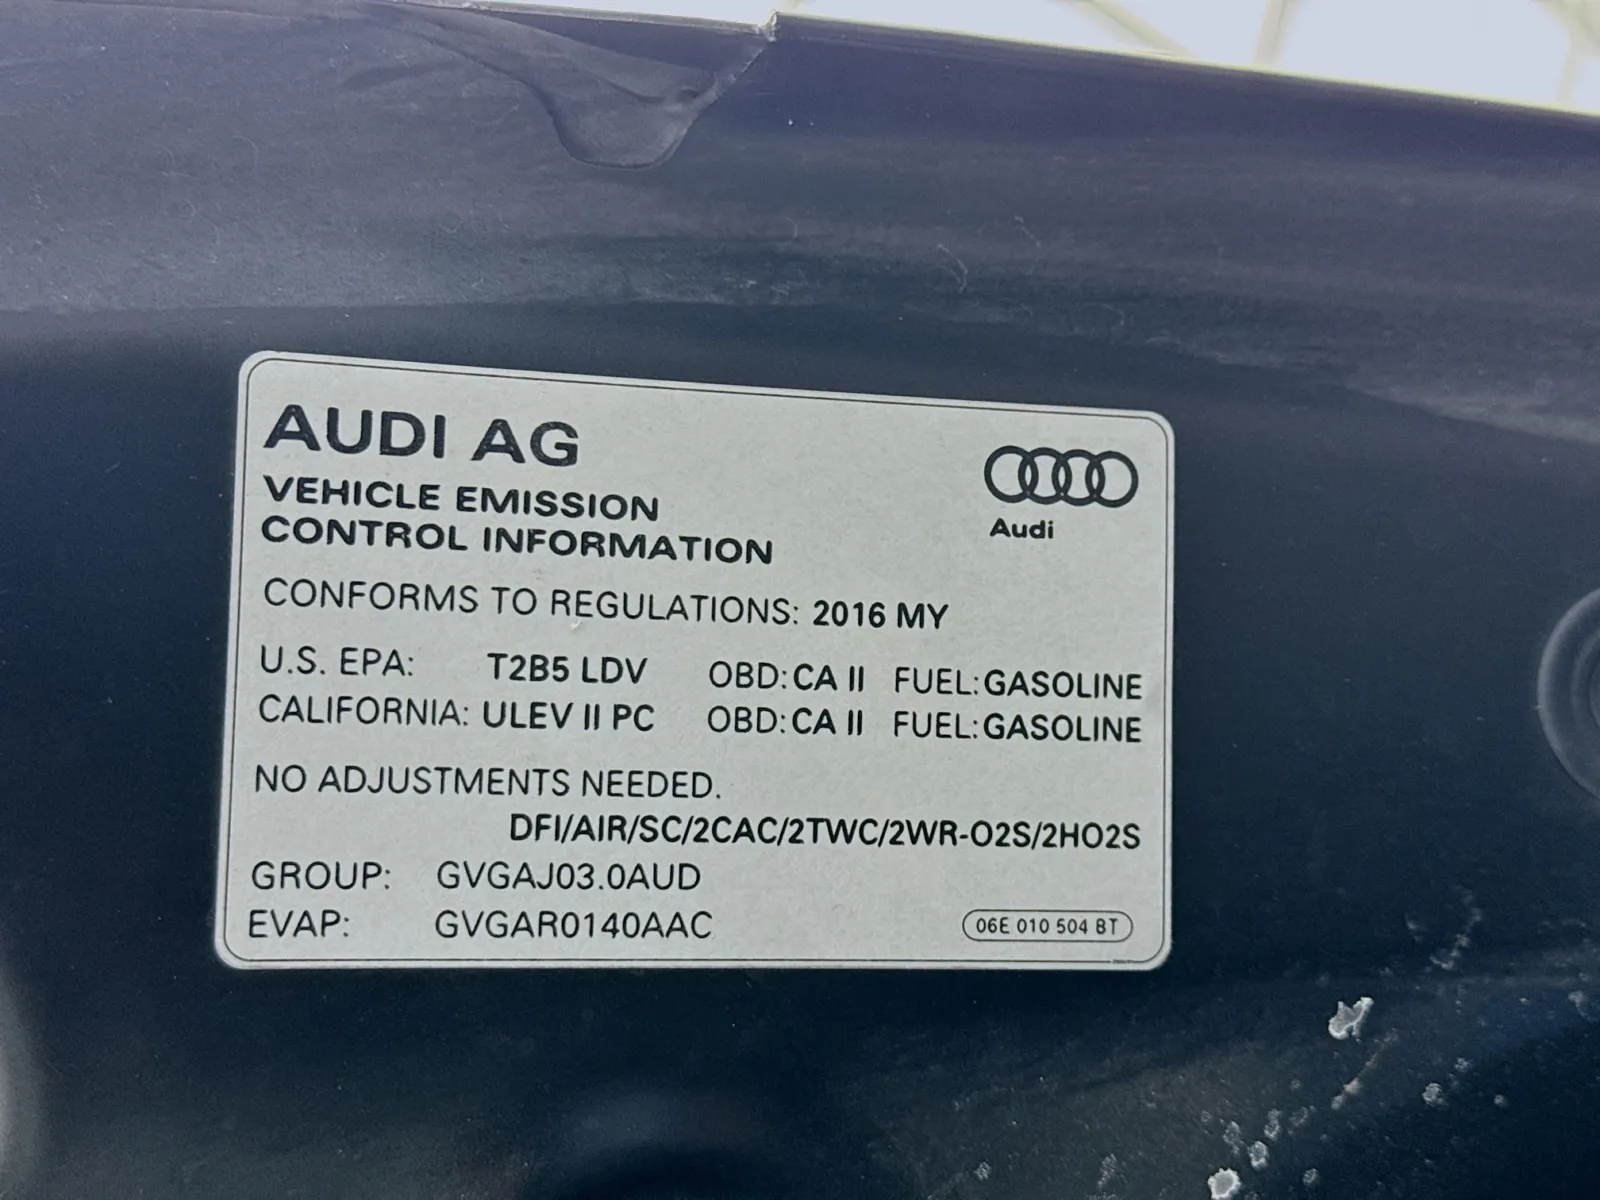 AUDI AG
Audi
VEHICLE EMISSION
CONTROL INFORMATION
CONFORMS TO REGULATIONS: 2016 MY
U.S. EPA: T2B5 LDV OBD: CA II FUEL: GASOLINE
CALIFORNIA: ULEV II PC OBD: CA II FUEL: GASOLINE
NO ADJUSTMENTS NEEDED.
DFI/AIR/SC/2CAC/2TWC/2WR-O2S/2HO2S
GROUP: GVGAJ03.0AUD
EVAP: GVGAR0140AAC
06E 010 504 BT